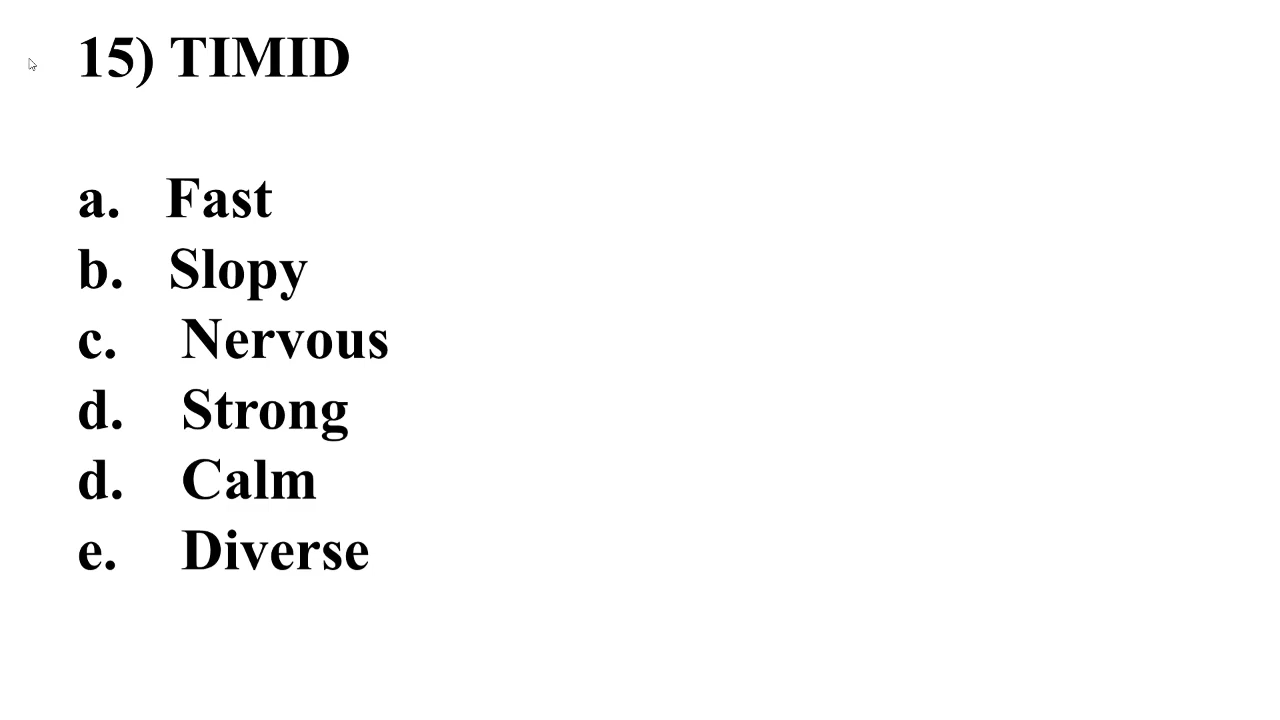 15) TIMID
a. Fast
b. Slopy
c. Nervous
d. Strong
d. Calm
e. Diverse